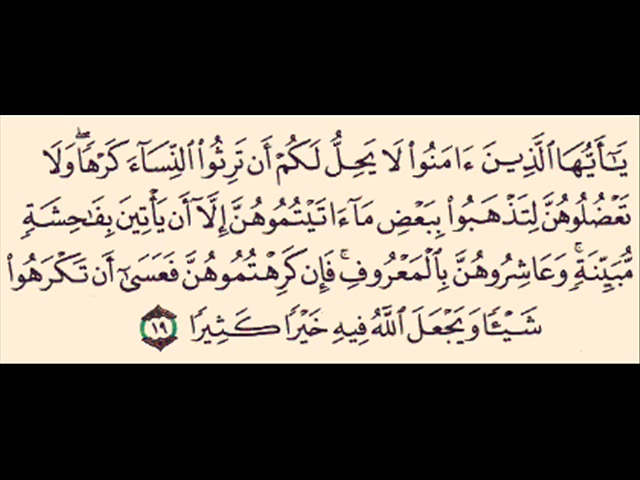 يَٰٓأَيُّهَا ٱلَّذِينَ ءَامَنُوا۟ لَا يَحِلُّ لَكُمْ أَن تَرِثُوا۟ ٱلنِّسَآءَ كَرْهًا ۖ وَلَا
تَعْضُلُوهُنَّ لِتَذْهَبُوا۟ بِبَعْضِ مَآ ءَاتَيْتُمُوهُنَّ إِلَّآ أَن يَأْتِينَ بِفَٰحِشَةٍ
مُّبَيِّنَةٍ ۚ وَعَاشِرُوهُنَّ بِٱلْمَعْرُوفِ ۚ فَإِن كَرِهْتُمُوهُنَّ فَعَسَىٰٓ أَن تَكْرَهُوا۟
شَيْـًٔا وَيَجْعَلَ ٱللَّهُ فِيهِ خَيْرًا كَثِيرًا ١٩